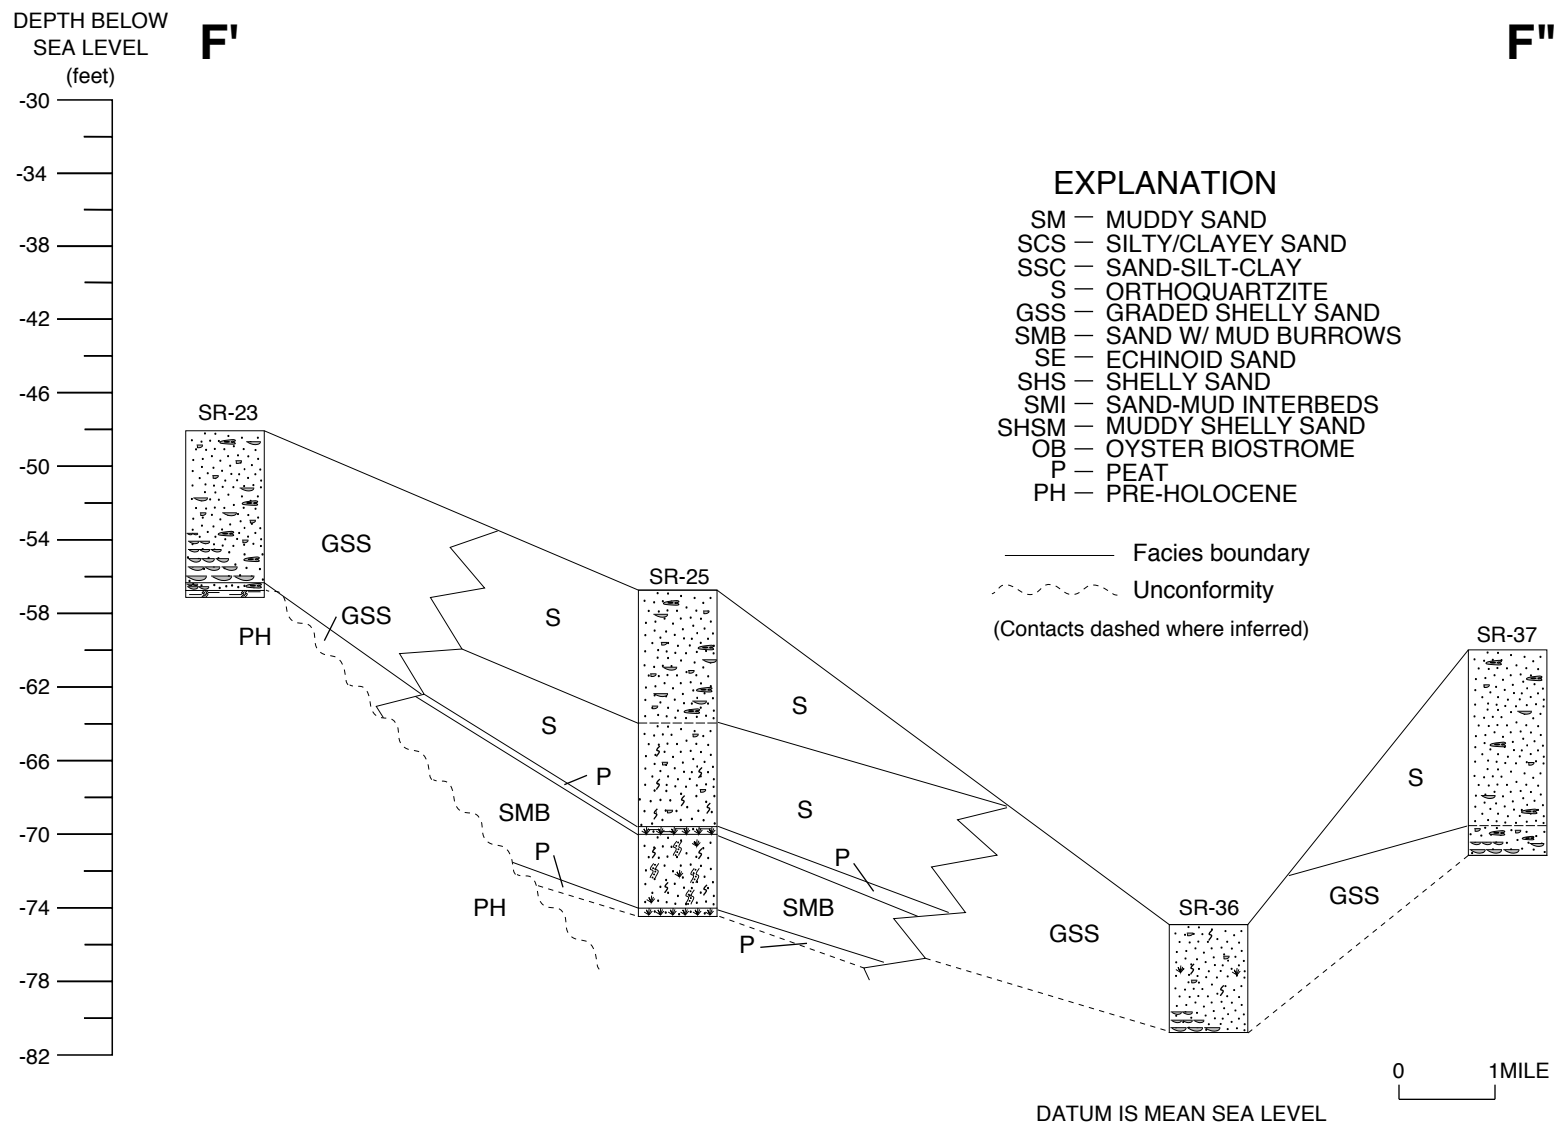 DEPTH BELOW
SEA LEVEL
(feet)
F'
F"
-30
-34
-38
-42
-46
-50
-54
-58
-62
-66
-70
-74
-78
-82
EXPLANATION
SM — MUDDY SAND
SCS — SILTY/CLAYEY SAND
SSC — SAND-SILT-CLAY
S — ORTHOQUARTZITE
GSS — GRADED SHELLY SAND
SMB — SAND W/ MUD BURROWS
SE — ECHINOID SAND
SHS — SHELLY SAND
SMI — SAND-MUD INTERBEDS
SHSM — MUDDY SHELLY SAND
OB — OYSTER BIOSTROME
P — PEAT
PH — PRE-HOLOCENE
Facies boundary
Unconformity
(Contacts dashed where inferred)
SR-23
SR-25
SR-36
SR-37
GSS
GSS
PH
S
S
P
SMB
P
PH
S
S
P
SMB
P
GSS
S
GSS
0 1MILE
DATUM IS MEAN SEA LEVEL